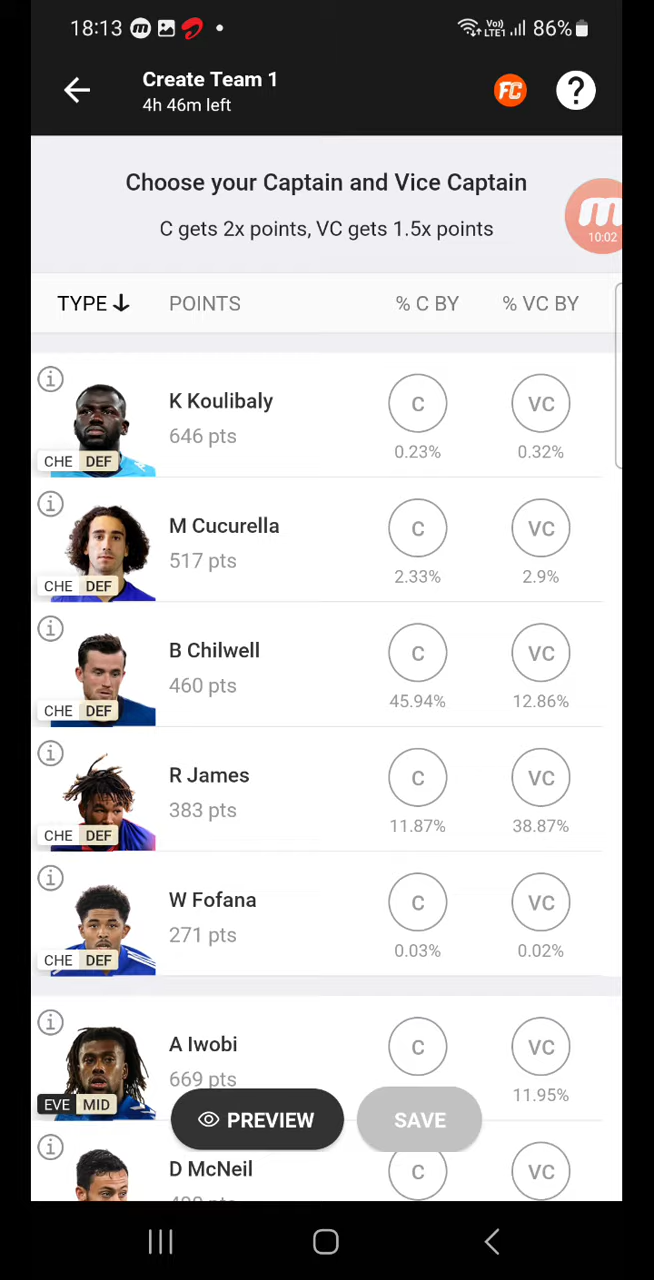 18:13 Vo) LTE1 86%
Create Team 1
4h 46m left
FC
?
Choose your Captain and Vice Captain
C gets 2x points, VC gets 1.5x points
m
10:02
TYPE ↓ POINTS % C BY % VC BY
K Koulibaly
646 pts
C VC
0.23% 0.32%
CHE DEF
M Cucurella
517 pts
C VC
2.33% 2.9%
CHE DEF
B Chilwell
460 pts
C VC
45.94% 12.86%
CHE DEF
R James
383 pts
C VC
11.87% 38.87%
CHE DEF
W Fofana
271 pts
C VC
0.03% 0.02%
CHE DEF
A Iwobi
669 pts
C VC
11.95%
EVE MID
PREVIEW SAVE
D McNeil
C VC